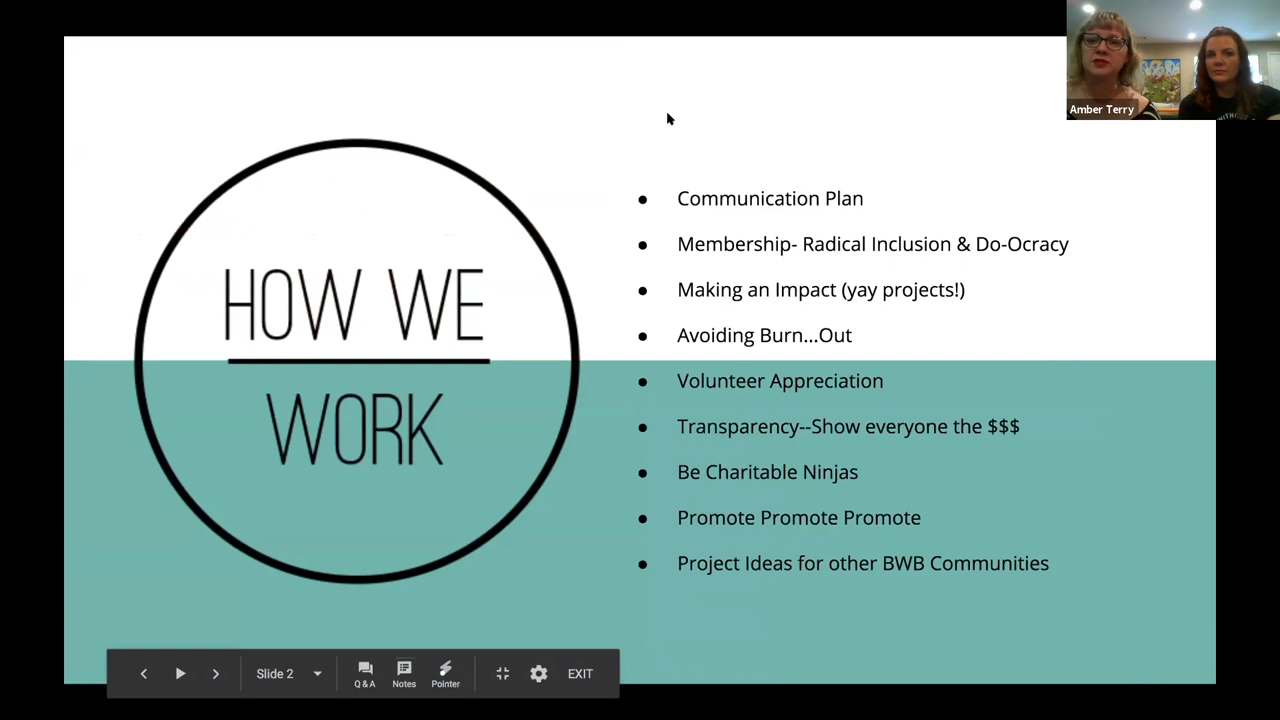 Amber Terry
HOW WE
WORK
Communication Plan
Membership- Radical Inclusion & Do-Ocracy
Making an Impact (yay projects!)
Avoiding Burn...Out
Volunteer Appreciation
Transparency--Show everyone the $$$
Be Charitable Ninjas
Promote Promote Promote
Project Ideas for other BWB Communities
Slide 2
Q & A
Notes
Pointer
EXIT